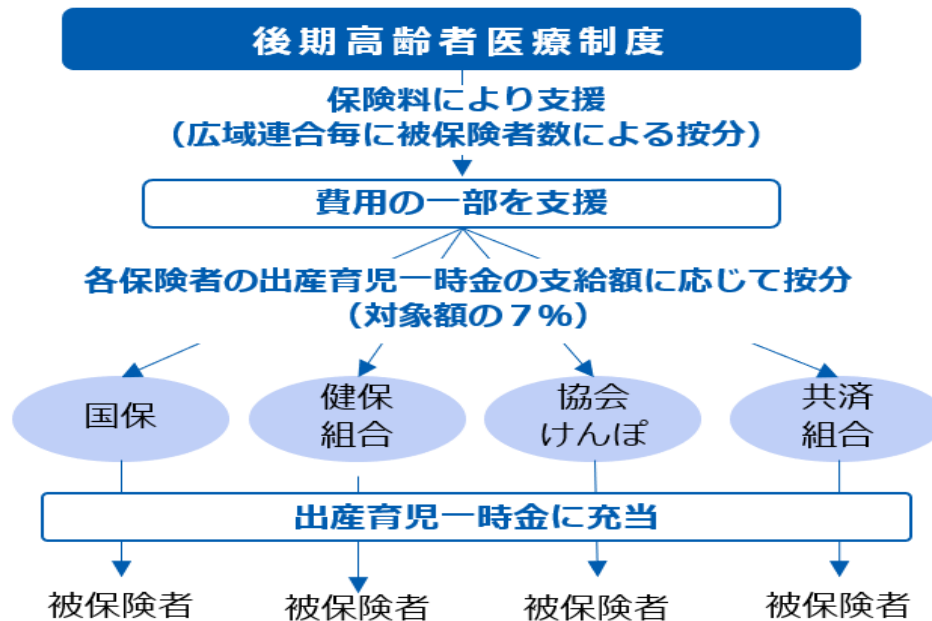 後期高齢者医療制度
保険料により支援
（広域連合毎に被保険者数による按分）
費用の一部を支援
各保険者の出産育児一時金の支給額に応じて按分
（対象額の７％）
国保
健保
組合
協会
けんぽ
共済
組合
出産育児一時金に充当
被保険者
被保険者
被保険者
被保険者